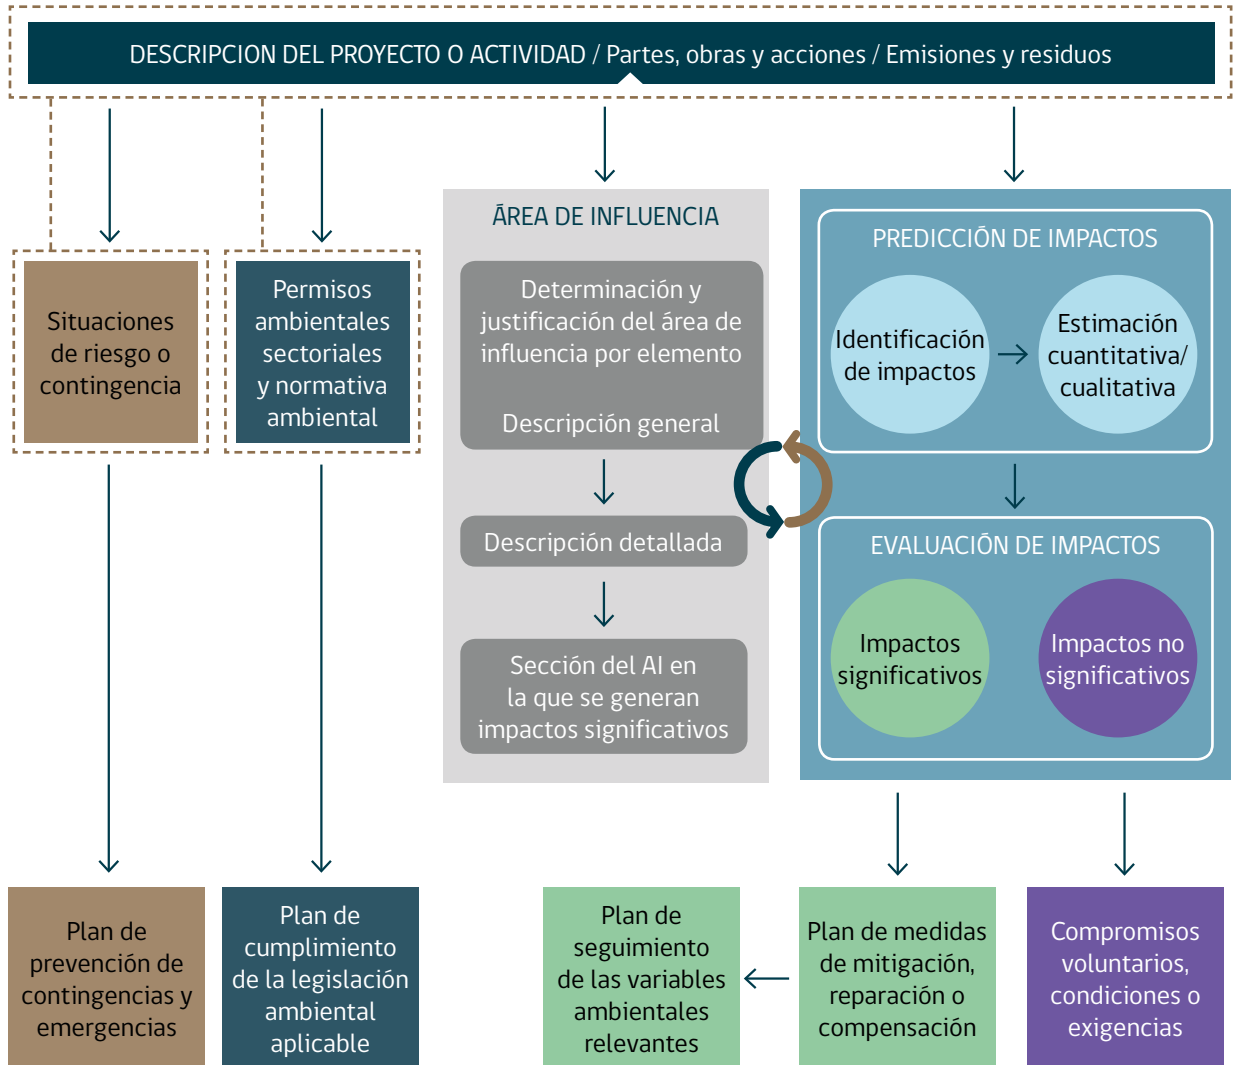 DESCRIPCION DEL PROYECTO O ACTIVIDAD / Partes, obras y acciones / Emisiones y residuos
Situaciones
de riesgo o
contingencia
Permisos
ambientales
sectoriales
y normativa
ambiental
ÁREA DE INFLUENCIA
Determinación y
justificación del área de
influencia por elemento
Descripción general
Descripción detallada
Sección del AI en
la que se generan
impactos significativos
PREDICCIÓN DE IMPACTOS
Identificación
de impactos
Estimación
cuantitativa/
cualitativa
EVALUACIÓN DE IMPACTOS
Impactos
significativos
Impactos no
significativos
Plan de
prevención de
contingencias y
emergencias
Plan de
cumplimiento
de la legislación
ambiental
aplicable
Plan de
seguimiento
de las variables
ambientales
relevantes
Plan de medidas
de mitigación,
reparación o
compensación
Compromisos
voluntarios,
condiciones o
exigencias